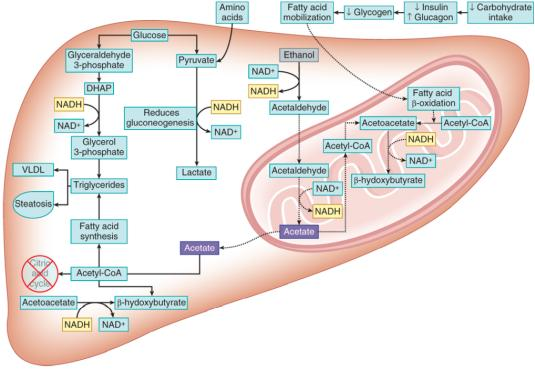 Amino
acids
Fatty acid
mobilization
↓ Glycogen
↓ Insulin
↑ Glucagon
↓ Carbohydrate
intake
Glucose
Glyceraldehyde
3-phosphate
Pyruvate
Ethanol
DHAP
NAD+
NADH
NADH
NAD+
Fatty acid
β-oxidation
Reduces
gluconeogenesis
NADH
NAD+
Acetaldehyde
Acetoacetate
Acetyl-CoA
Glycerol
3-phosphate
Acetyl-CoA
NADH
NAD+
VLDL
Lactate
Acetaldehyde
β-hydroxybutyrate
Triglycerides
NAD+
Steatosis
NADH
Fatty acid
synthesis
Acetate
Acetate
Citric
acid
cycle
Acetyl-CoA
Acetoacetate
β-hydroxybutyrate
NADH
NAD+